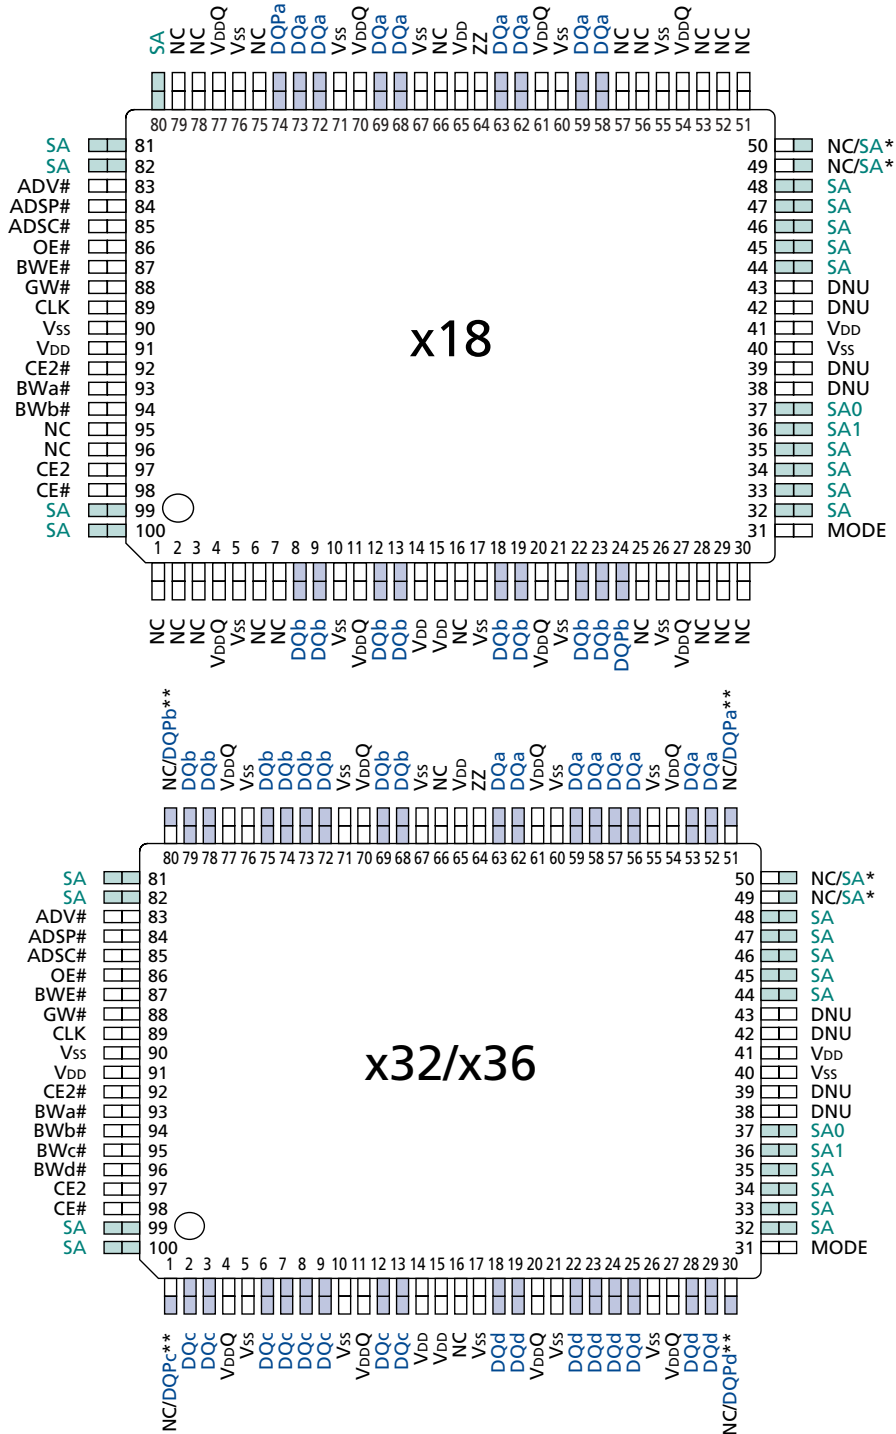 SA NC NC VDDQ VSS NC DQPa DQa DQa VSS VDDQ DQa DQa VSS NC VDD ZZ DQa DQa VDDQ VSS DQa DQa NC NC VSS VDDQ NC NC NC
80 79 78 77 76 75 74 73 72 71 70 69 68 67 66 65 64 63 62 61 60 59 58 57 56 55 54 53 52 51
SA 81 50 NC/SA*
SA 82 49 NC/SA*
ADV# 83 48 SA
ADSP# 84 47 SA
ADSC# 85 46 SA
OE# 86 45 SA
BWE# 87 44 SA
GW# 88 43 DNU
CLK 89 42 DNU
VSS 90 41 VDD
x18
VDD 91 40 VSS
CE2# 92 39 DNU
BWa# 93 38 DNU
BWb# 94 37 SA0
NC 95 36 SA1
NC 96 35 SA
CE2 97 34 SA
CE# 98 33 SA
SA 99 32 SA
SA 100 31 MODE
1 2 3 4 5 6 7 8 9 10 11 12 13 14 15 16 17 18 19 20 21 22 23 24 25 26 27 28 29 30
NC NC NC VDDQ VSS NC NC DQb DQb VSS VDDQ DQb DQb VDD VDD NC VSS DQb DQb VDDQ VSS DQb DQb DQPb NC VSS VDDQ NC NC NC
NC/DQPb** DQb DQb VDDQ VSS DQb DQb DQb DQb VSS VDDQ DQb DQb VSS NC VDD ZZ DQa DQa VDDQ VSS DQa DQa DQa DQa VSS VDDQ DQa DQa NC/DQPa**
80 79 78 77 76 75 74 73 72 71 70 69 68 67 66 65 64 63 62 61 60 59 58 57 56 55 54 53 52 51
SA 81 50 NC/SA*
SA 82 49 NC/SA*
ADV# 83 48 SA
ADSP# 84 47 SA
ADSC# 85 46 SA
OE# 86 45 SA
BWE# 87 44 SA
GW# 88 43 DNU
CLK 89 42 DNU
VSS 90 41 VDD
x32/x36
VDD 91 40 VSS
CE2# 92 39 DNU
BWa# 93 38 DNU
BWb# 94 37 SA0
BWc# 95 36 SA1
BWd# 96 35 SA
CE2 97 34 SA
CE# 98 33 SA
SA 99 32 SA
SA 100 31 MODE
1 2 3 4 5 6 7 8 9 10 11 12 13 14 15 16 17 18 19 20 21 22 23 24 25 26 27 28 29 30
NC/DQPc** DQc DQc VDDQ VSS DQc DQc DQc DQc VSS VDDQ DQc DQc VDD VDD NC VSS DQd DQd VDDQ VSS DQd DQd DQd DQd VSS VDDQ DQd DQd NC/DQPd**